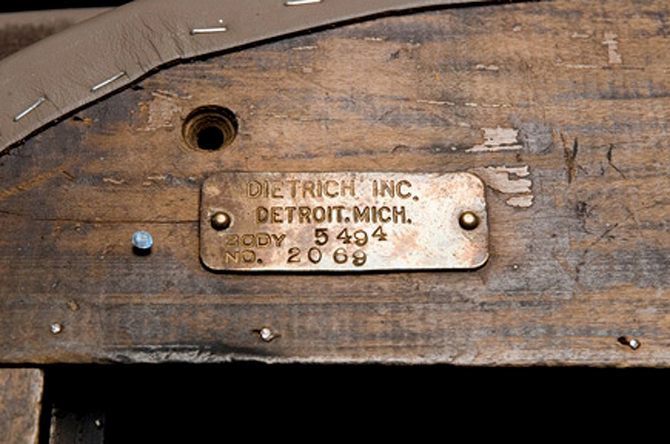 DIETRICH INC.
DETROIT.MICH.
BODY 5494
NO. 2069